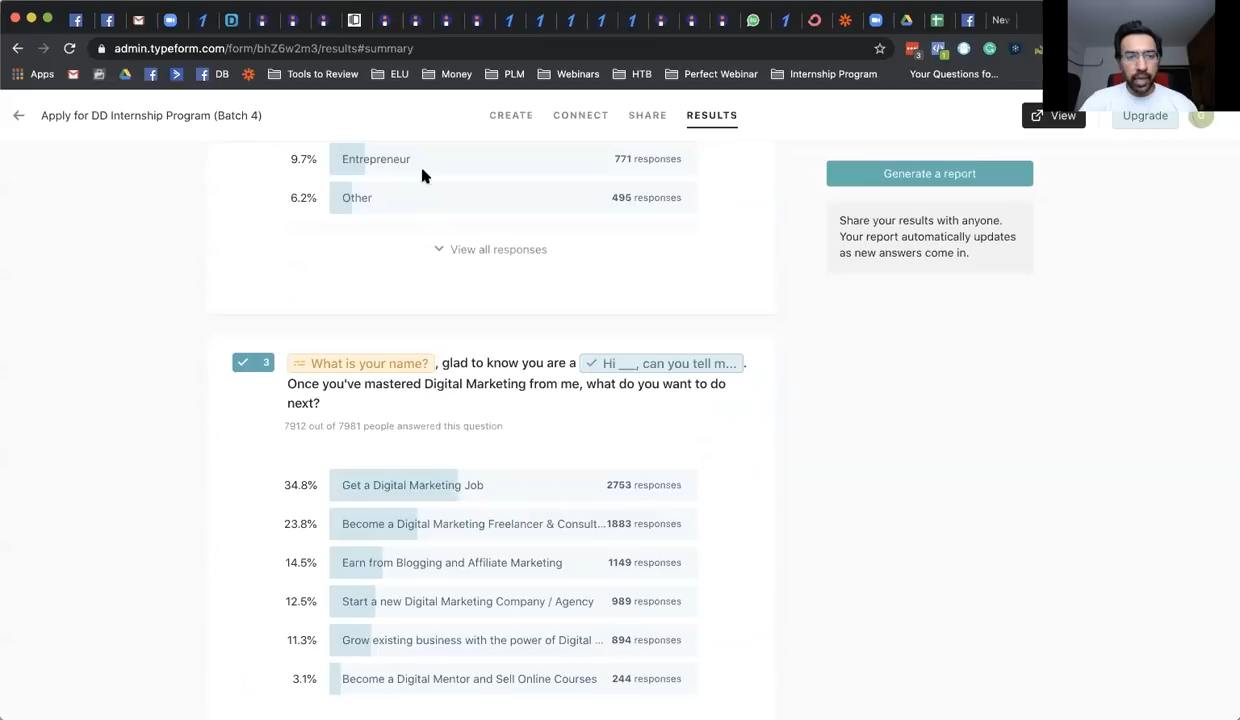 New
admin.typeform.com/form/bhZ6w2m3/results#summary
Apps DB Tools to Review ELU Money PLM Webinars HTB Perfect Webinar Internship Program Your Questions fo...
Apply for DD Internship Program (Batch 4) CREATE CONNECT SHARE RESULTS View Upgrade
9.7% Entrepreneur 771 responses
6.2% Other 495 responses
View all responses
Generate a report
Share your results with anyone.
Your report automatically updates
as new answers come in.
3 What is your name? , glad to know you are a Hi ___, can you tell m... .
Once you've mastered Digital Marketing from me, what do you want to do
next?
7912 out of 7981 people answered this question
34.8% Get a Digital Marketing Job 2753 responses
23.8% Become a Digital Marketing Freelancer & Consult... 1883 responses
14.5% Earn from Blogging and Affiliate Marketing 1149 responses
12.5% Start a new Digital Marketing Company / Agency 989 responses
11.3% Grow existing business with the power of Digital ... 894 responses
3.1% Become a Digital Mentor and Sell Online Courses 244 responses